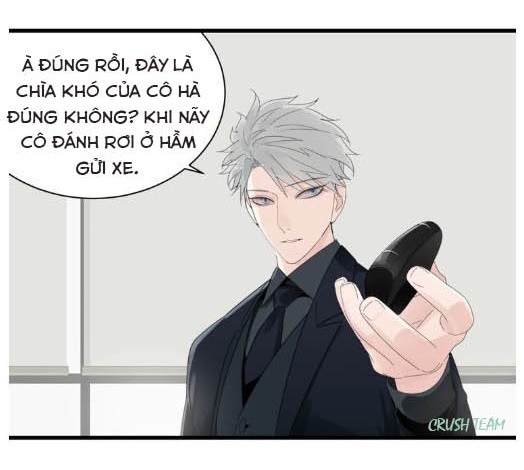 À ĐÚNG RỒI, ĐÂY LÀ
CHÌA KHÓ CỦA CÔ HÀ
ĐÚNG KHÔNG? KHI NÃY
CÔ ĐÁNH RƠI Ở HẦM
GỬI XE.
CRUSH TEAM